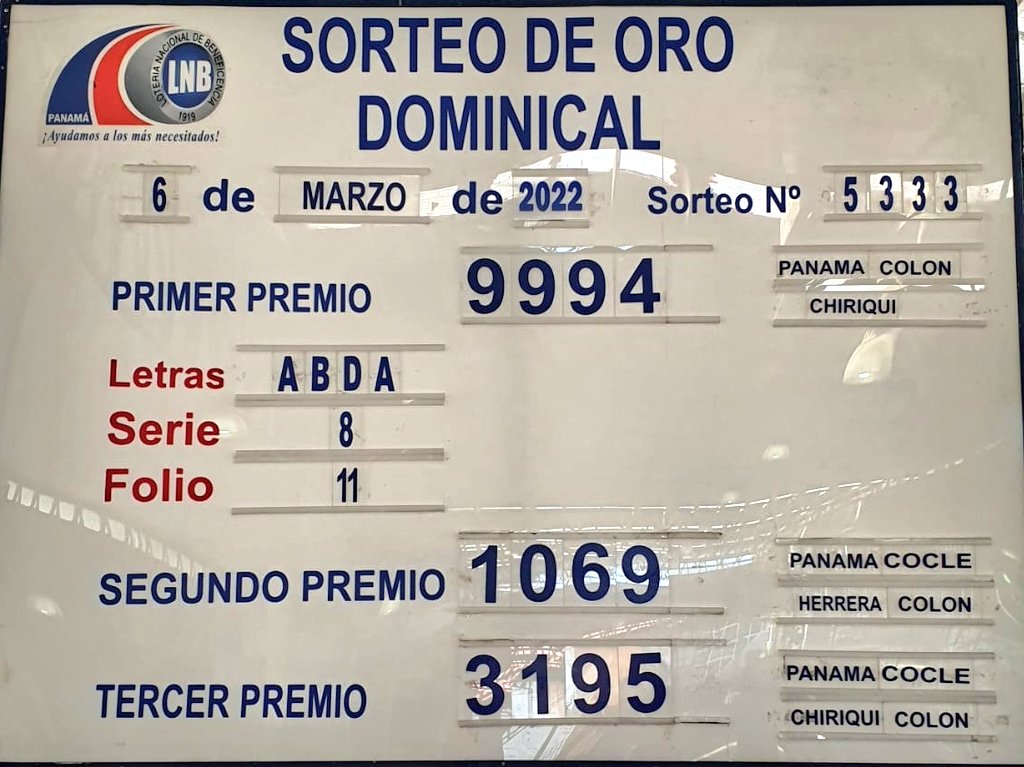 SORTEO DE ORO
DOMINICAL
LOTERIA NACIONAL DE BENEFICENCIA
LNB
1919
PANAMÁ
¡Ayudamos a los más necesitados!
6 de MARZO de 2022 Sorteo Nº 5333
PRIMER PREMIO 9994 PANAMA COLON
CHIRIQUI
Letras A B D A
Serie 8
Folio 11
SEGUNDO PREMIO 1069 PANAMA COCLE
HERRERA COLON
TERCER PREMIO 3195 PANAMA COCLE
CHIRIQUI COLON